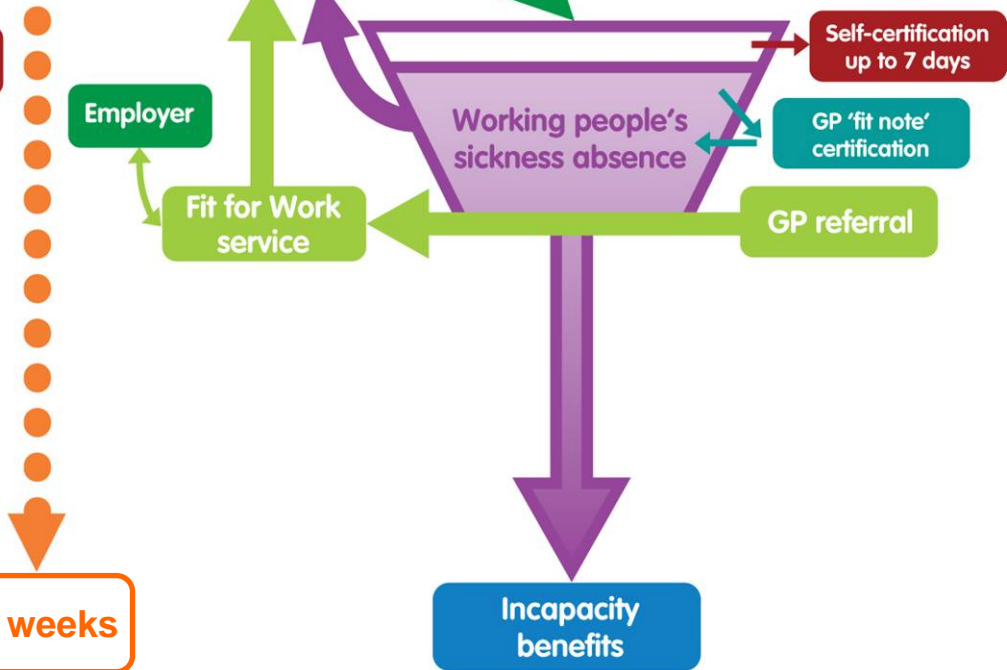 Self-certification
up to 7 days
Employer
Working people's
sickness absence
GP 'fit note'
certification
Fit for Work
service
GP referral
weeks
Incapacity
benefits